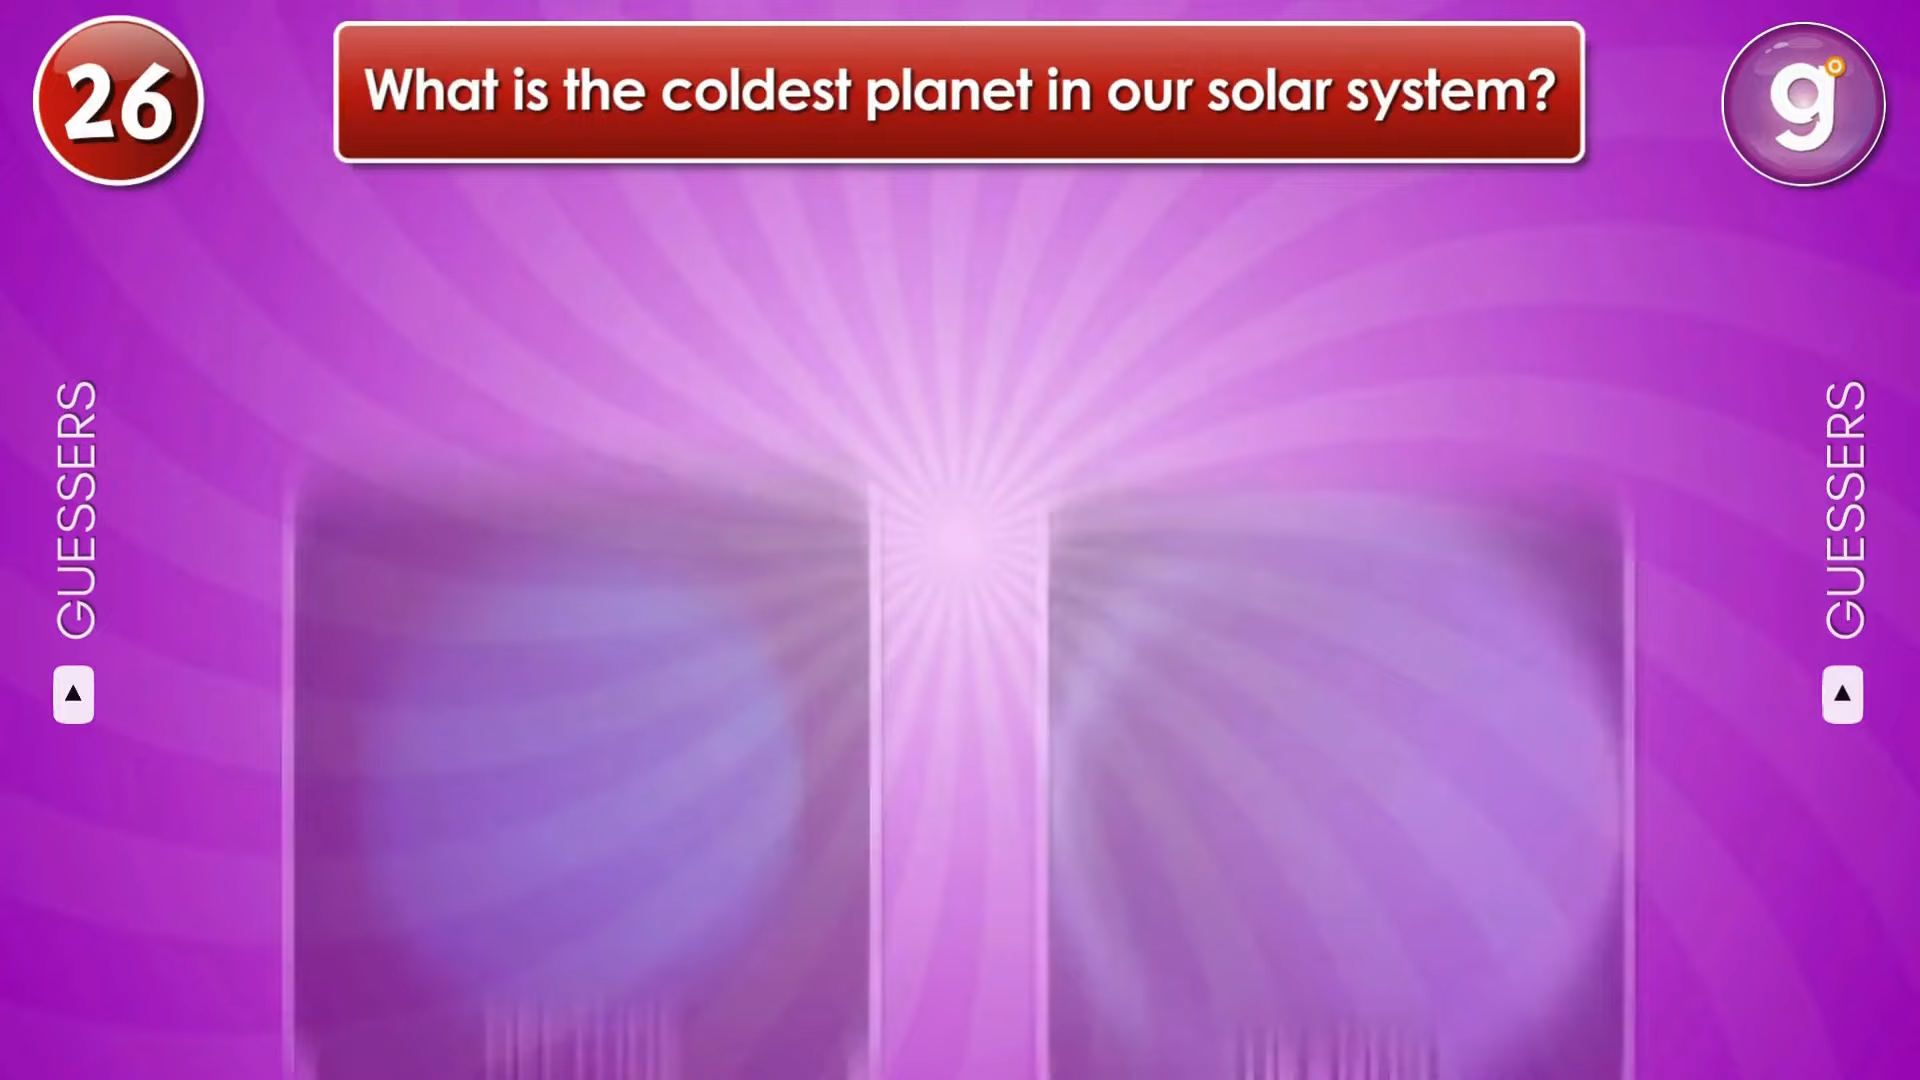 26
What is the coldest planet in our solar system?
g
GUESSERS
GUESSERS